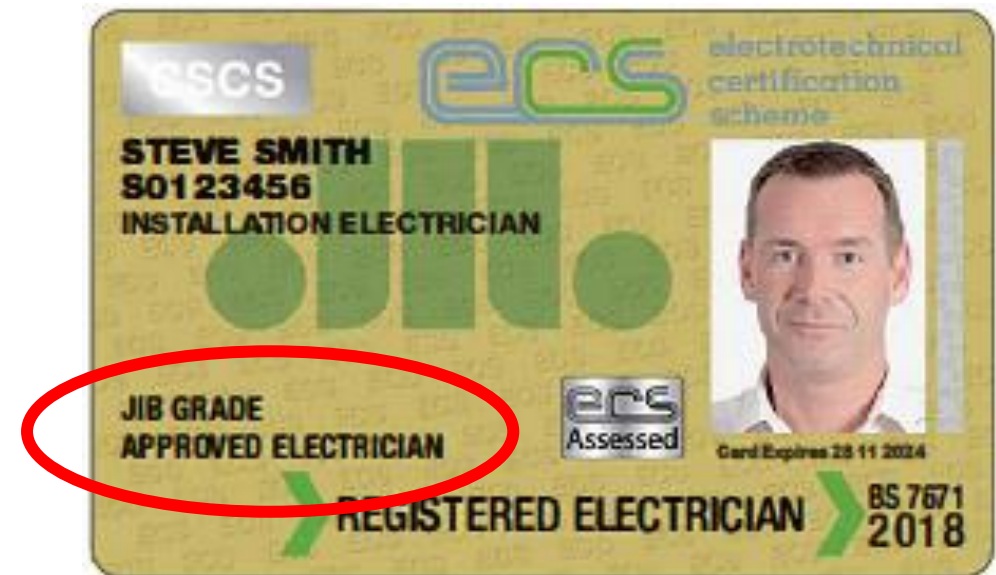 CSCS
ecs
electrotechnical
certification
scheme
STEVE SMITH
S0123456
INSTALLATION ELECTRICIAN
JIB
JIB GRADE
APPROVED ELECTRICIAN
ecs
Assessed
Card Expires 28 11 2024
REGISTERED ELECTRICIAN
BS 7671
2018